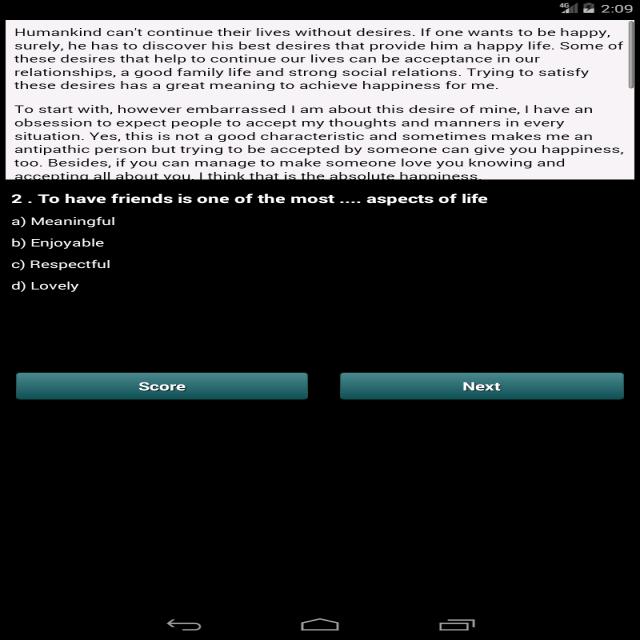 4G 2:09
Humankind can't continue their lives without desires. If one wants to be happy,
surely, he has to discover his best desires that provide him a happy life. Some of
these desires that help to continue our lives can be acceptance in our
relationships, a good family life and strong social relations. Trying to satisfy
these desires has a great meaning to achieve happiness for me.
To start with, however embarrassed I am about this desire of mine, I have an
obsession to expect people to accept my thoughts and manners in every
situation. Yes, this is not a good characteristic and sometimes makes me an
antipathic person but trying to be accepted by someone can give you happiness,
too. Besides, if you can manage to make someone love you knowing and
accepting all about you, I think that is the absolute happiness.
2 . To have friends is one of the most .... aspects of life
a) Meaningful
b) Enjoyable
c) Respectful
d) Lovely
Score Next